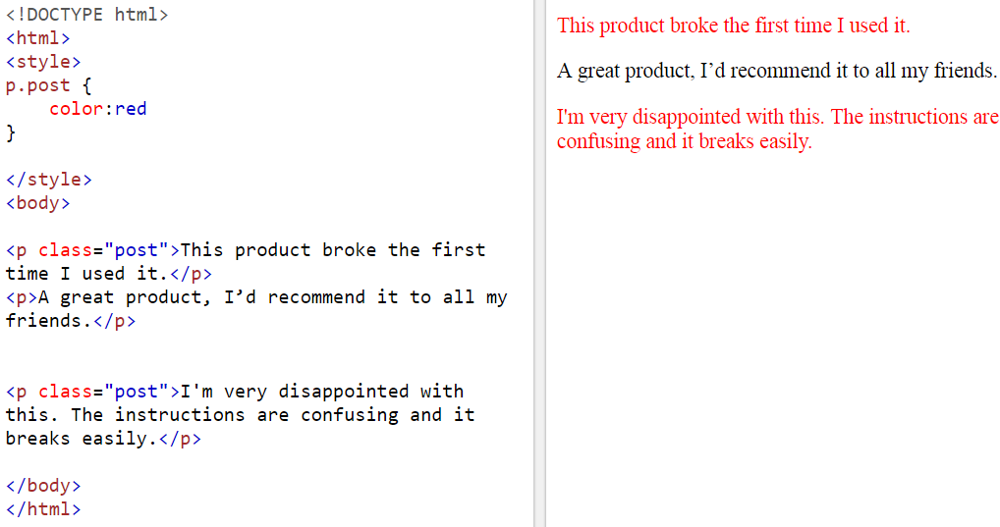 <!DOCTYPE html>
<html>
<style>
p.post {
    color:red
}
</style>
<body>
<p class="post">This product broke the first
time I used it.</p>
<p>A great product, I’d recommend it to all my
friends.</p>
<p class="post">I'm very disappointed with
this. The instructions are confusing and it
breaks easily.</p>
</body>
</html>
This product broke the first time I used it.
A great product, I’d recommend it to all my friends.
I'm very disappointed with this. The instructions are
confusing and it breaks easily.